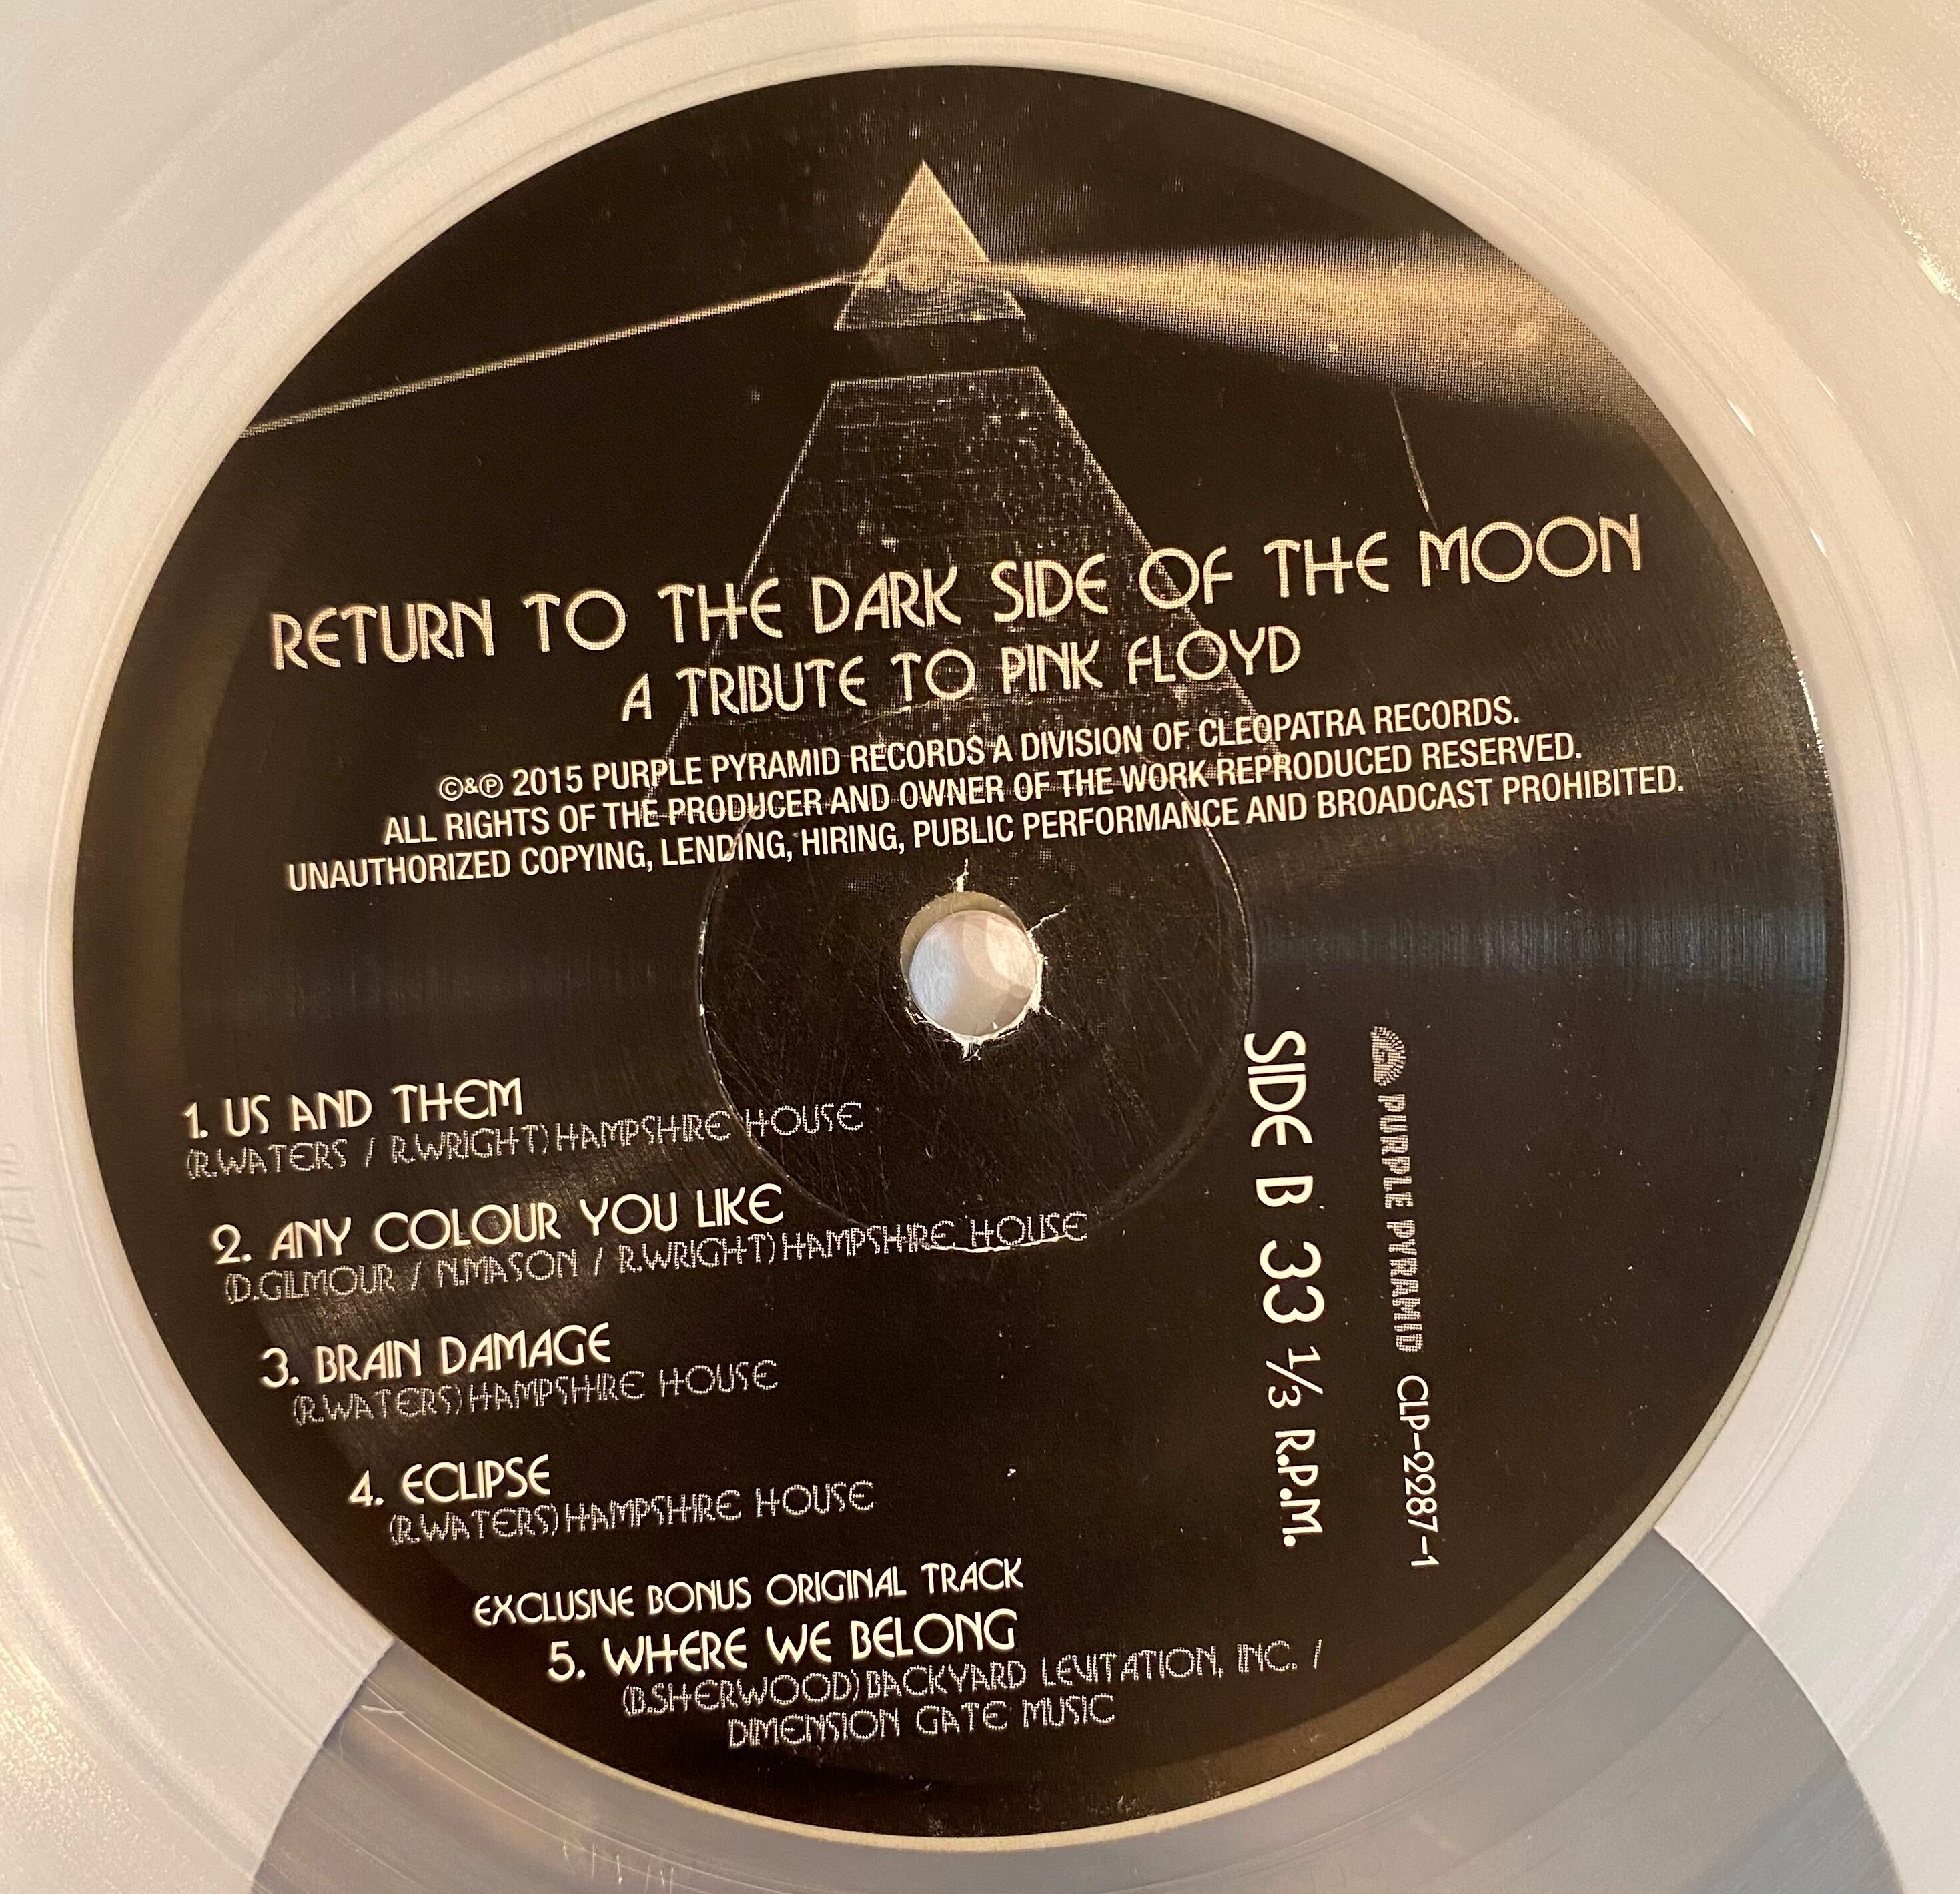 RETURN TO THE DARK SIDE OF THE MOON
A TRIBUTE TO PINK FLOYD
©&℗ 2015 PURPLE PYRAMID RECORDS A DIVISION OF CLEOPATRA RECORDS.
ALL RIGHTS OF THE PRODUCER AND OWNER OF THE WORK REPRODUCED RESERVED.
UNAUTHORIZED COPYING, LENDING, HIRING, PUBLIC PERFORMANCE AND BROADCAST PROHIBITED.
1. US AND THEM
(R.WATERS / R.WRIGHT) HAMPSHIRE HOUSE
2. ANY COLOUR YOU LIKE
(D.GILMOUR / N.MASON / R.WRIGHT) HAMPSHIRE HOUSE
3. BRAIN DAMAGE
(R.WATERS) HAMPSHIRE HOUSE
4. ECLIPSE
(R.WATERS) HAMPSHIRE HOUSE
EXCLUSIVE BONUS ORIGINAL TRACK
5. WHERE WE BELONG
(B.SHERWOOD) BACKYARD LEVITATION, INC. /
DIMENSION GATE MUSIC
SIDE B 33 ⅓ R.P.M.
PURPLE PYRAMID CLP-2287-1